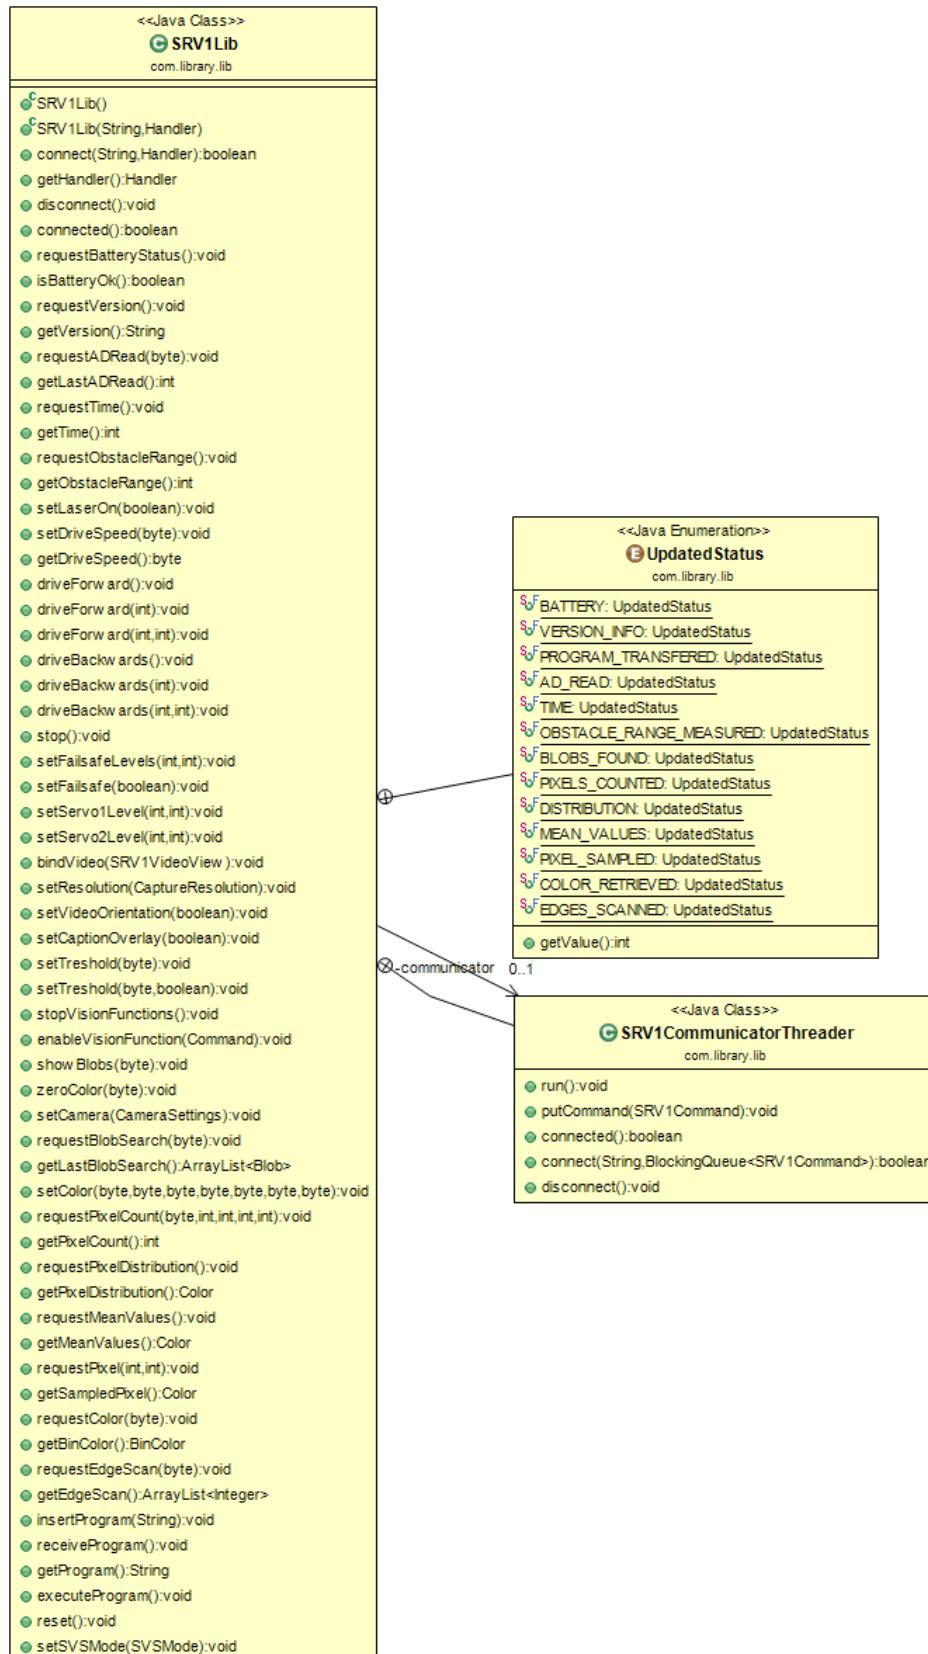 <<Java Class>>
SRV1Lib
com.library.lib
SRV1Lib()
SRV1Lib(String,Handler)
connect(String,Handler):boolean
getHandler():Handler
disconnect():void
connected():boolean
requestBatteryStatus():void
isBatteryOk():boolean
requestVersion():void
getVersion():String
requestADRead(byte):void
getLastADRead():int
requestTime():void
getTime():int
requestObstacleRange():void
getObstacleRange():int
setLaserOn(boolean):void
setDriveSpeed(byte):void
getDriveSpeed():byte
driveForward():void
driveForward(int):void
driveForward(int,int):void
driveBackwards():void
driveBackwards(int):void
driveBackwards(int,int):void
stop():void
setFailsafeLevels(int,int):void
setFailsafe(boolean):void
setServo1Level(int,int):void
setServo2Level(int,int):void
bindVideo(SRV1VideoView):void
setResolution(CaptureResolution):void
setVideoOrientation(boolean):void
setCaptionOverlay(boolean):void
setTreshold(byte):void
setTreshold(byte,boolean):void
stopVisionFunctions():void
enableVisionFunction(Command):void
showBlobs(byte):void
zeroColor(byte):void
setCamera(CameraSettings):void
requestBlobSearch(byte):void
getLastBlobSearch():ArrayList<Blob>
setColor(byte,byte,byte,byte,byte,byte,byte):void
requestPixelCount(byte,int,int,int,int):void
getPixelCount():int
requestPixelDistribution():void
getPixelDistribution():Color
requestMeanValues():void
getMeanValues():Color
requestPixel(int,int):void
getSampledPixel():Color
requestColor(byte):void
getBinColor():BinColor
requestEdgeScan(byte):void
getEdgeScan():ArrayList<Integer>
insertProgram(String):void
receiveProgram():void
getProgram():String
executeProgram():void
reset():void
setSVSMode(SVSMode):void
<<Java Enumeration>>
UpdatedStatus
com.library.lib
BATTERY: UpdatedStatus
VERSION_INFO: UpdatedStatus
PROGRAM_TRANSFERED: UpdatedStatus
AD_READ: UpdatedStatus
TIME: UpdatedStatus
OBSTACLE_RANGE_MEASURED: UpdatedStatus
BLOBS_FOUND: UpdatedStatus
PIXELS_COUNTED: UpdatedStatus
DISTRIBUTION: UpdatedStatus
MEAN_VALUES: UpdatedStatus
PIXEL_SAMPLED: UpdatedStatus
COLOR_RETRIEVED: UpdatedStatus
EDGES_SCANNED: UpdatedStatus
getValue():int
-communicator 0..1
<<Java Class>>
SRV1CommunicatorThreader
com.library.lib
run():void
putCommand(SRV1Command):void
connected():boolean
connect(String,BlockingQueue<SRV1Command>):boolean
disconnect():void